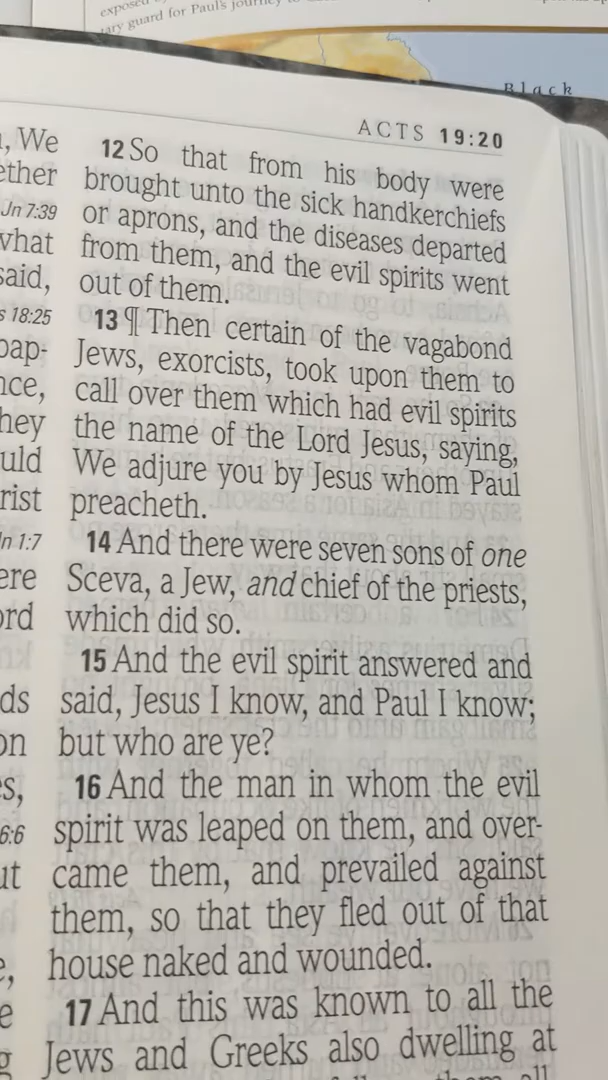 exposed
tary guard for Paul's journey
Black
ACTS 19:20
, We
ether
Jn 7:39
what
said,
s 18:25
bap-
nce,
hey
uld
rist
n 1:7
ere
ord
ds
on
s,
6:6
ut
e,
e
g
12 So that from his body were
brought unto the sick handkerchiefs
or aprons, and the diseases departed
from them, and the evil spirits went
out of them.
13 ¶ Then certain of the vagabond
Jews, exorcists, took upon them to
call over them which had evil spirits
the name of the Lord Jesus, saying,
We adjure you by Jesus whom Paul
preacheth.
14 And there were seven sons of one
Sceva, a Jew, and chief of the priests,
which did so.
15 And the evil spirit answered and
said, Jesus I know, and Paul I know;
but who are ye?
16 And the man in whom the evil
spirit was leaped on them, and over-
came them, and prevailed against
them, so that they fled out of that
house naked and wounded.
17 And this was known to all the
Jews and Greeks also dwelling at